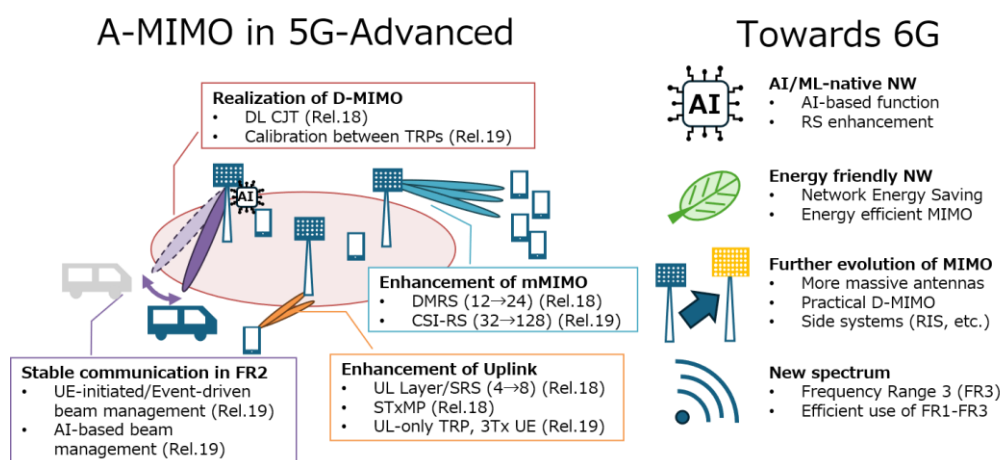 A-MIMO in 5G-Advanced
Realization of D-MIMO
• DL CJT (Rel.18)
• Calibration between TRPs (Rel.19)
AI
Enhancement of mMIMO
• DMRS (12→24) (Rel.18)
• CSI-RS (32→128) (Rel.19)
Stable communication in FR2
• UE-initiated/Event-driven
beam management (Rel.19)
• AI-based beam
management (Rel.19)
Enhancement of Uplink
• UL Layer/SRS (4→8) (Rel.18)
• STxMP (Rel.18)
• UL-only TRP, 3Tx UE (Rel.19)
Towards 6G
AI
AI/ML-native NW
• AI-based function
• RS enhancement
Energy friendly NW
• Network Energy Saving
• Energy efficient MIMO
Further evolution of MIMO
• More massive antennas
• Practical D-MIMO
• Side systems (RIS, etc.)
New spectrum
• Frequency Range 3 (FR3)
• Efficient use of FR1-FR3